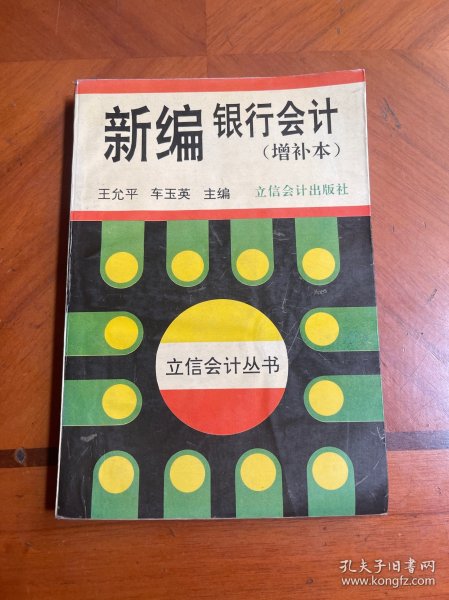 新编 银行会计
(增补本)
王允平 车玉英 主编 立信会计出版社
立信会计丛书
孔夫子旧书网
www.kongfz.com